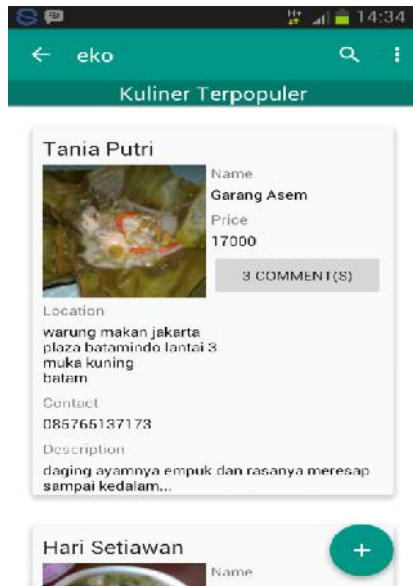 H+ 14:34
eko
Kuliner Terpopuler
Tania Putri
Name
Garang Asem
Price
17000
3 COMMENT(S)
Location
warung makan jakarta
plaza batamindo lantai 3
muka kuning
batam
Contact
085765137173
Description
daging ayamnya empuk dan rasanya meresap
sampai kedalam...
Hari Setiawan
Name
+